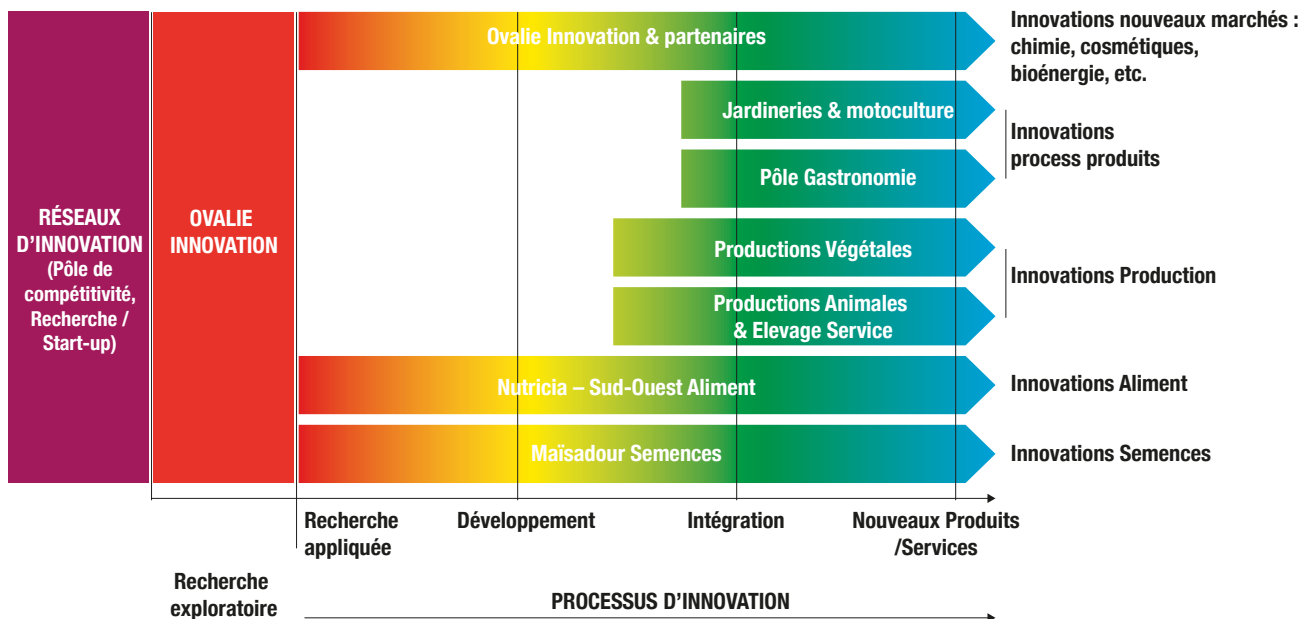 RÉSEAUX
D'INNOVATION
(Pôle de
compétitivité,
Recherche /
Start-up)
OVALIE
INNOVATION
Ovalie Innovation & partenaires
Innovations nouveaux marchés :
chimie, cosmétiques,
bioénergie, etc.
Jardineries & motoculture
Pôle Gastronomie
Innovations
process produits
Productions Végétales
Productions Animales
& Elevage Service
Innovations Production
Nutricia – Sud-Ouest Aliment
Innovations Aliment
Maïsadour Semences
Innovations Semences
Recherche
appliquée
Développement
Intégration
Nouveaux Produits
/Services
Recherche
exploratoire
PROCESSUS D'INNOVATION